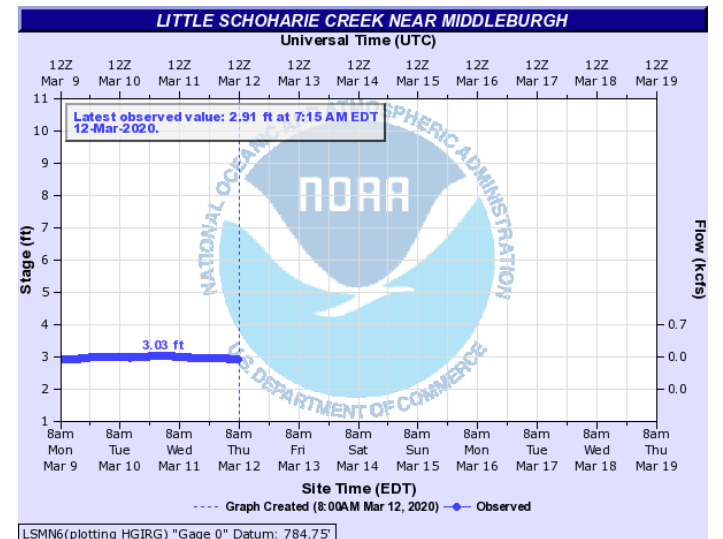 LITTLE SCHOHARIE CREEK NEAR MIDDLEBURGH
Universal Time (UTC)
12Z 12Z 12Z 12Z 12Z 12Z 12Z 12Z 12Z 12Z 12Z
Mar 9 Mar 10 Mar 11 Mar 12 Mar 13 Mar 14 Mar 15 Mar 16 Mar 17 Mar 18 Mar 19
Latest observed value: 2.91 ft at 7:15 AM EDT
12-Mar-2020.
11
10
9
8
7
6
5
4
3
2
1
Stage (ft)
NATIONAL OCEANIC AND ATMOSPHERIC ADMINISTRATION
NOAA
U.S. DEPARTMENT OF COMMERCE
3.03 ft
Flow (kcfs)
0.7
0.0
0.0
8am 8am 8am 8am 8am 8am 8am 8am 8am 8am 8am
Mon Tue Wed Thu Fri Sat Sun Mon Tue Wed Thu
Mar 9 Mar 10 Mar 11 Mar 12 Mar 13 Mar 14 Mar 15 Mar 16 Mar 17 Mar 18 Mar 19
Site Time (EDT)
Graph Created (8:00AM Mar 12, 2020) Observed
LSMN6(plotting HGIRG) "Gage 0" Datum: 784.75'